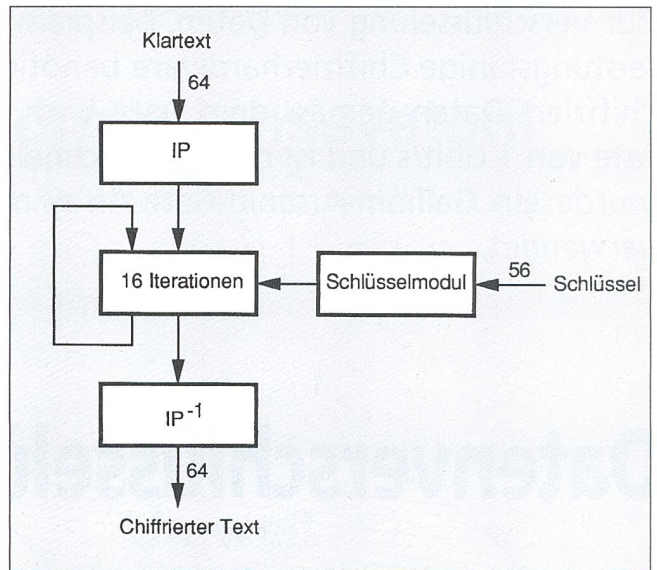 Klartext
64
IP
16 Iterationen
Schlüsselmodul
56
Schlüssel
IP-1
64
Chiffrierter Text